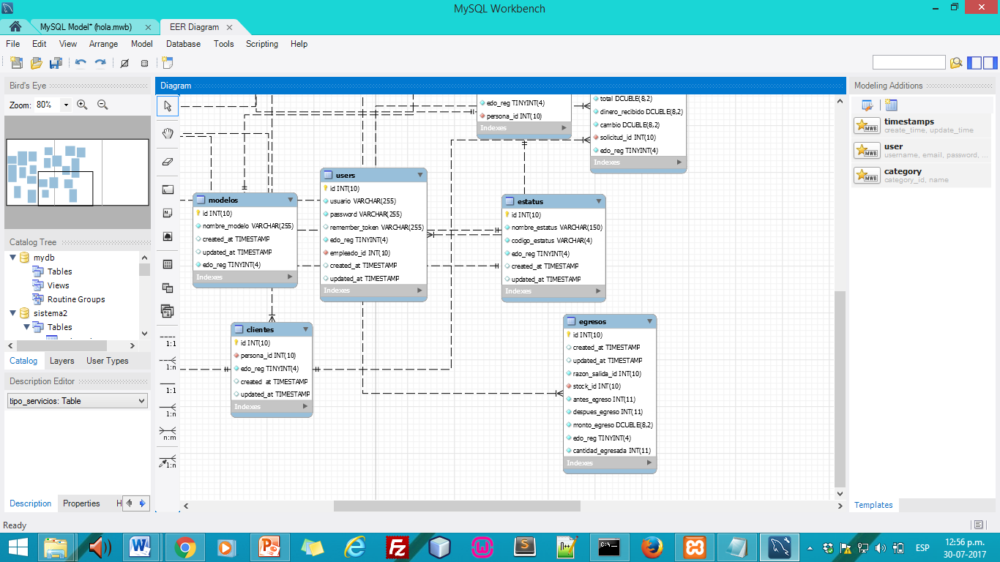 MySQL Workbench
MySQL Model* (hola.mwb)
EER Diagram
File Edit View Arrange Model Database Tools Scripting Help
Bird's Eye
Zoom: 80%
Catalog Tree
mydb
Tables
Views
Routine Groups
sistema2
Tables
Catalog Layers User Types
Description Editor
tipo_servicios: Table
Description Properties H
Ready
Diagram
1:1
1:n
1:1
1:n
n:m
1:n
edo_reg TINYINT(4)
persona_id INT(10)
Indexes
total DCUBLE(8,2)
dinero_recibido DCUBLE(8,2)
cambio DCUBLE(8,2)
solicitud_id INT(10)
edo_reg TINYINT(4)
Indexes
modelos
id INT(10)
nombre_modelo VARCHAR(255)
created_at TIMESTAMP
updated_at TIMESTAMP
edo_reg TINYINT(4)
Indexes
users
id INT(10)
usuario VARCHAR(255)
password VARCHAR(255)
remember_token VARCHAR(255)
edo_reg TINYINT(4)
empleado_id INT(10)
created_at TIMESTAMP
updated_at TIMESTAMP
Indexes
estatus
id INT(10)
nombre_estatus VARCHAR(150)
codigo_estatus VARCHAR(4)
edo_reg TINYINT(4)
created_at TIMESTAMP
updated_at TIMESTAMP
Indexes
clientes
id INT(10)
persona_id INT(10)
edo_reg TINYINT(4)
created_at TIMESTAMP
updated_at TIMESTAMP
Indexes
egresos
id INT(10)
created_at TIMESTAMP
updated_at TIMESTAMP
razon_salida_id INT(10)
stock_id INT(10)
antes_egreso INT(11)
despues_egreso INT(11)
monto_egreso DCUBLE(8,2)
edo_reg TINYINT(4)
cantidad_egresada INT(11)
Indexes
Modeling Additions
MWB
timestamps
create_time, update_time
MWB
user
username, email, password, ...
MWB
category
category_id, name
Templates
ESP
12:56 p.m.
30-07-2017